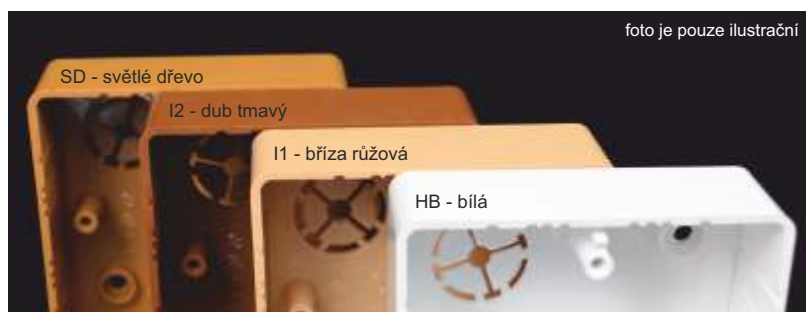 foto je pouze ilustrační
SD - světlé dřevo
I2 - dub tmavý
I1 - bříza růžová
HB - bílá